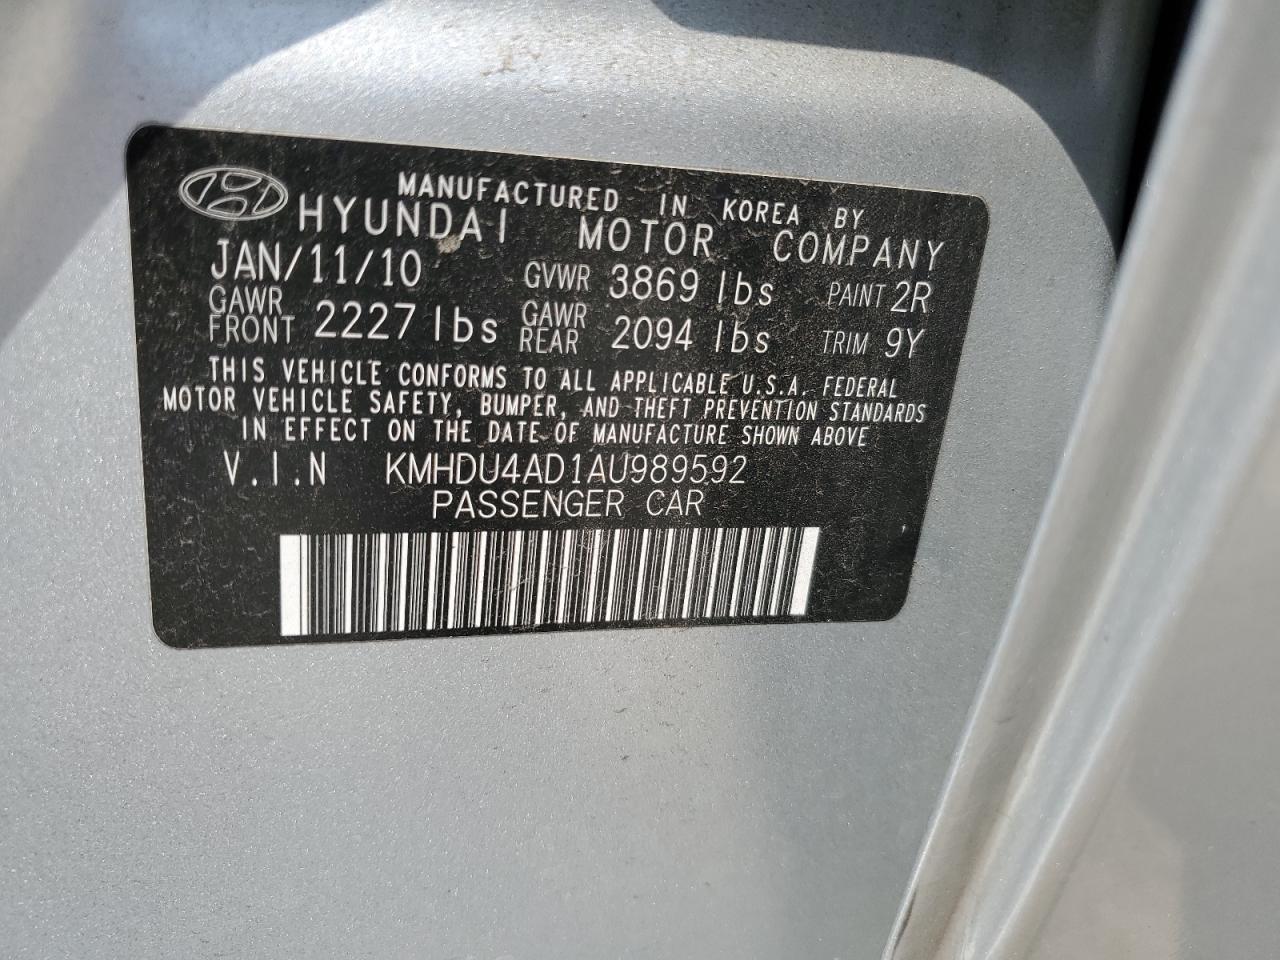 MANUFACTURED IN KOREA BY
HYUNDAI MOTOR COMPANY
JAN/11/10 GVWR 3869 lbs PAINT 2R
GAWR FRONT 2227 lbs GAWR REAR 2094 lbs TRIM 9Y
THIS VEHICLE CONFORMS TO ALL APPLICABLE U.S.A. FEDERAL
MOTOR VEHICLE SAFETY, BUMPER, AND THEFT PREVENTION STANDARDS
IN EFFECT ON THE DATE OF MANUFACTURE SHOWN ABOVE
V.I.N KMHDU4AD1AU989592
PASSENGER CAR